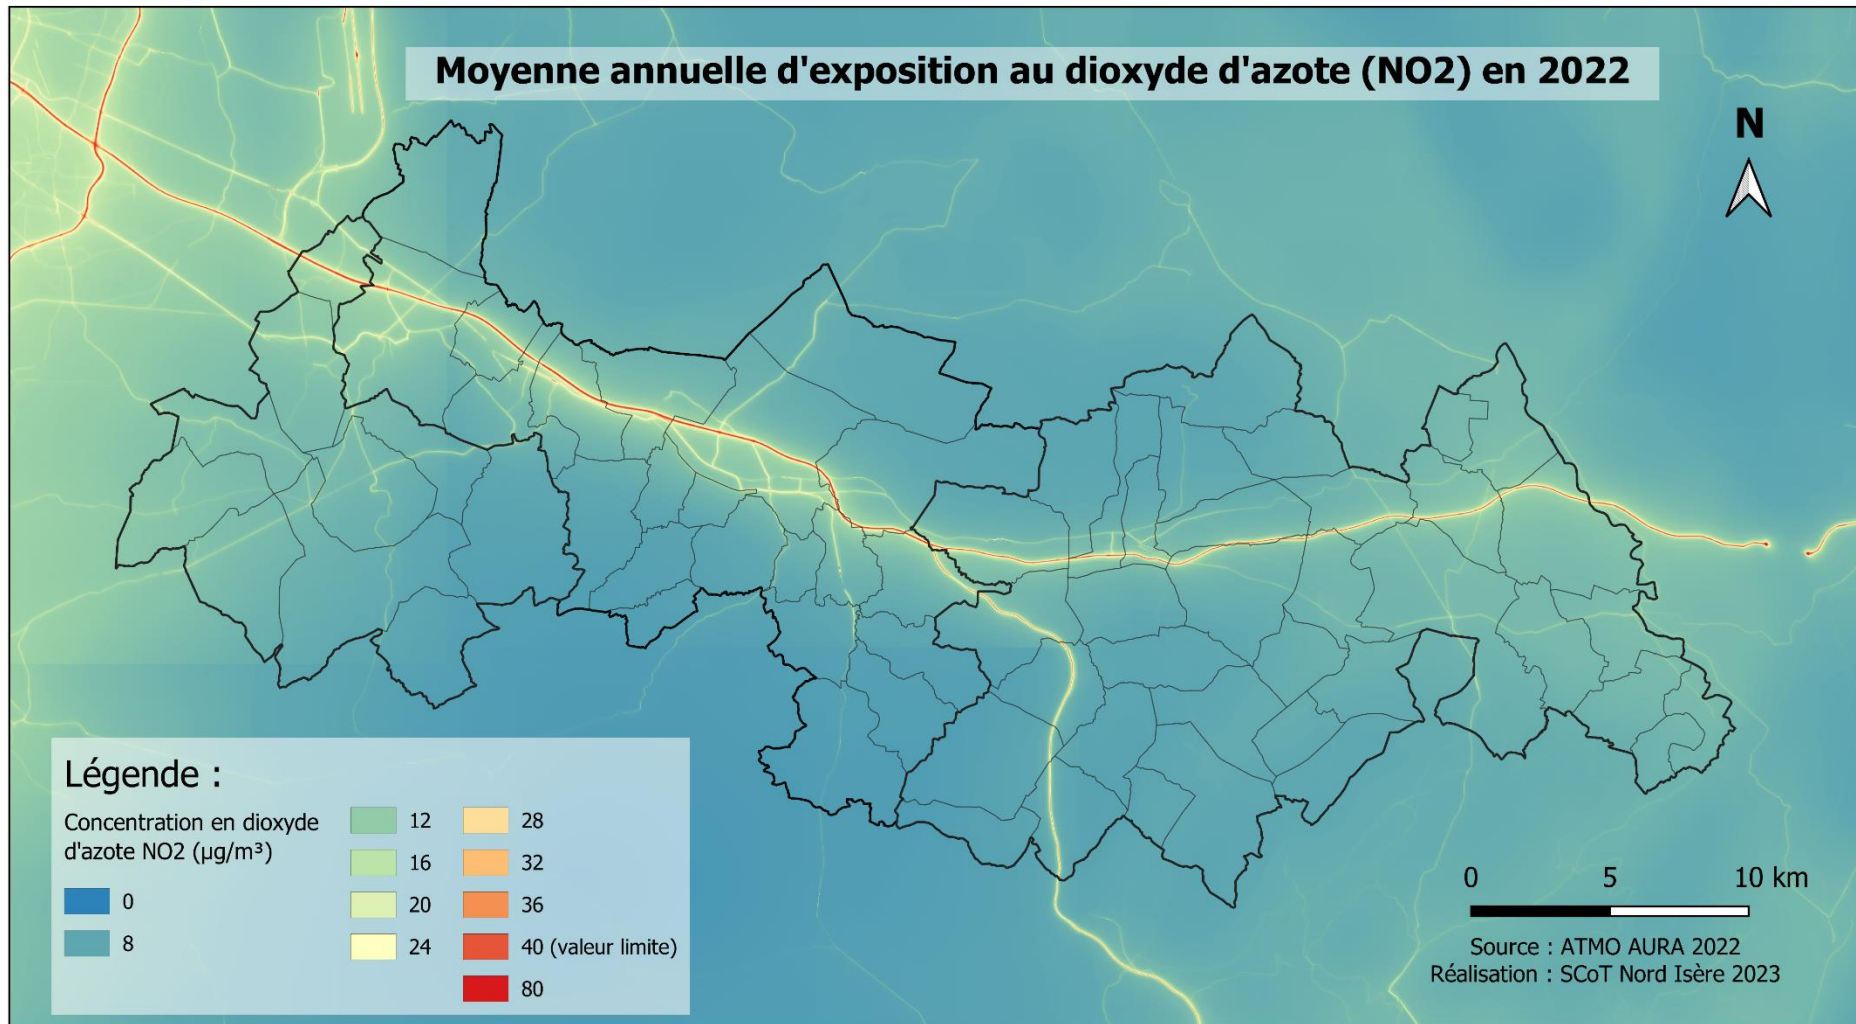 Moyenne annuelle d'exposition au dioxyde d'azote (NO2) en 2022
N
Légende :
Concentration en dioxyde
d'azote NO2 (µg/m³)
0
8
12
16
20
24
28
32
36
40 (valeur limite)
80
0 5 10 km
Source : ATMO AURA 2022
Réalisation : SCoT Nord Isère 2023